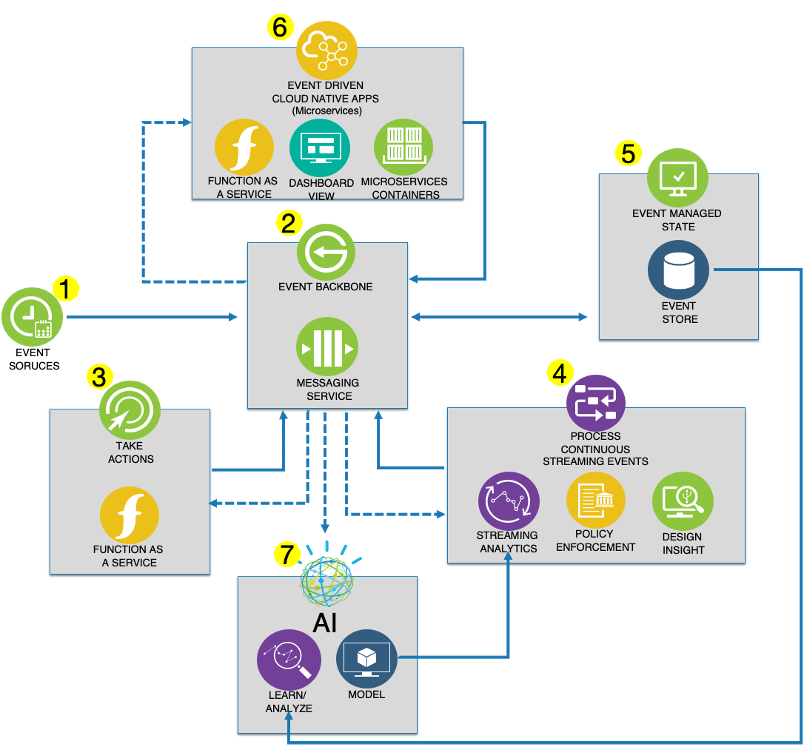 6
EVENT DRIVEN
CLOUD NATIVE APPS
(Microservices)
FUNCTION AS
A SERVICE
DASHBOARD
VIEW
MICROSERVICES
CONTAINERS
5
EVENT MANAGED
STATE
EVENT
STORE
2
EVENT BACKBONE
MESSAGING
SERVICE
1
EVENT
SORUCES
3
TAKE
ACTIONS
FUNCTION AS
A SERVICE
4
PROCESS
CONTINUOUS
STREAMING EVENTS
STREAMING
ANALYTICS
POLICY
ENFORCEMENT
DESIGN
INSIGHT
7
AI
LEARN/
ANALYZE
MODEL